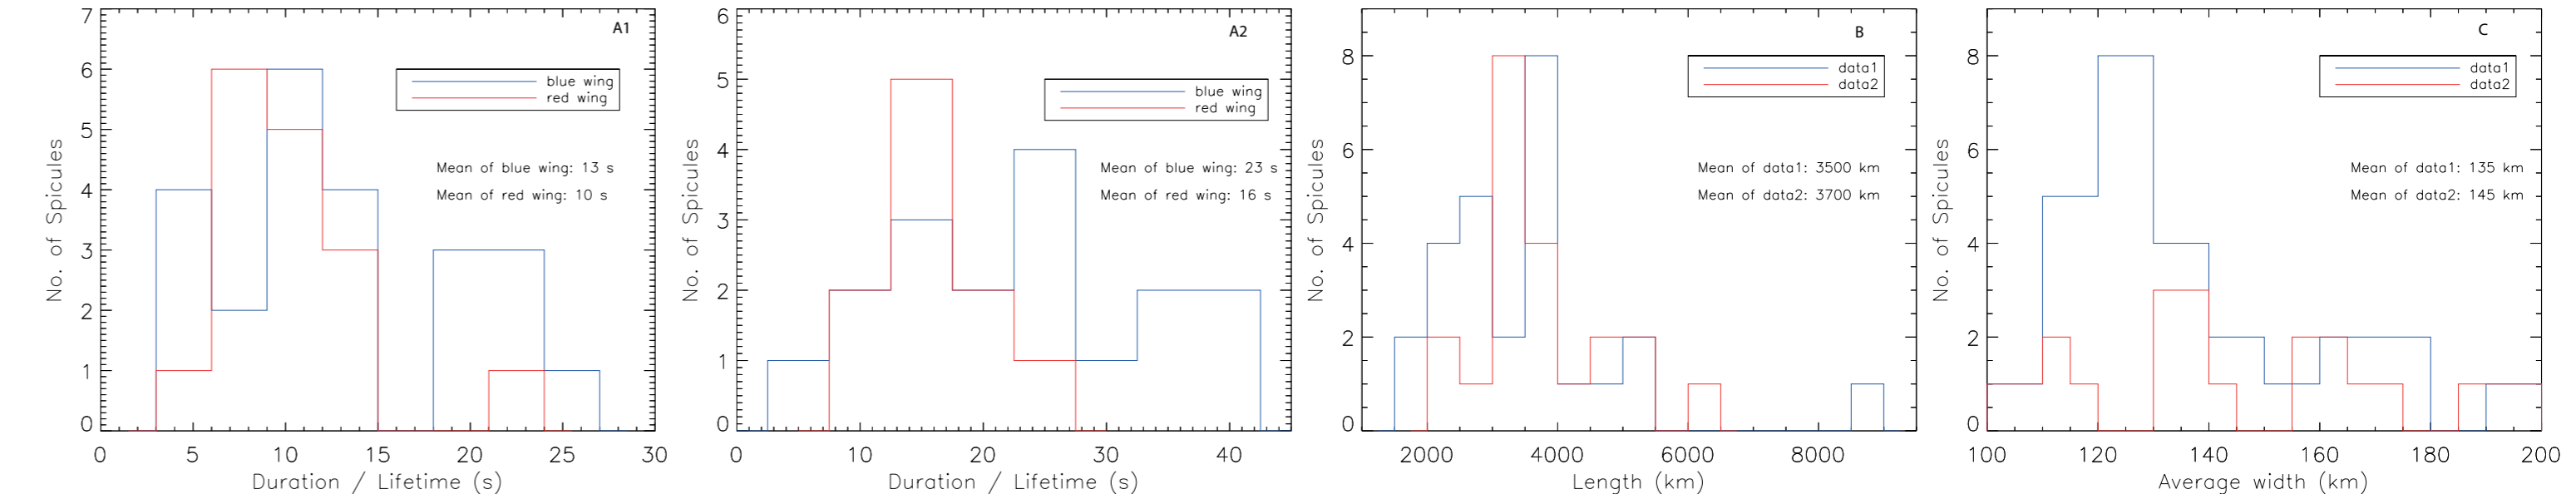 A1
7
6
5
4
3
2
1
0
No. of Spicules
blue wing
red wing
Mean of blue wing: 13 s
Mean of red wing: 10 s
0 5 10 15 20 25 30
Duration / Lifetime (s)
A2
6
5
4
3
2
1
0
No. of Spicules
blue wing
red wing
Mean of blue wing: 23 s
Mean of red wing: 16 s
0 10 20 30 40
Duration / Lifetime (s)
B
8
6
4
2
0
No. of Spicules
data1
data2
Mean of data1: 3500 km
Mean of data2: 3700 km
2000 4000 6000 8000
Length (km)
C
8
6
4
2
0
No. of Spicules
data1
data2
Mean of data1: 135 km
Mean of data2: 145 km
100 120 140 160 180 200
Average width (km)